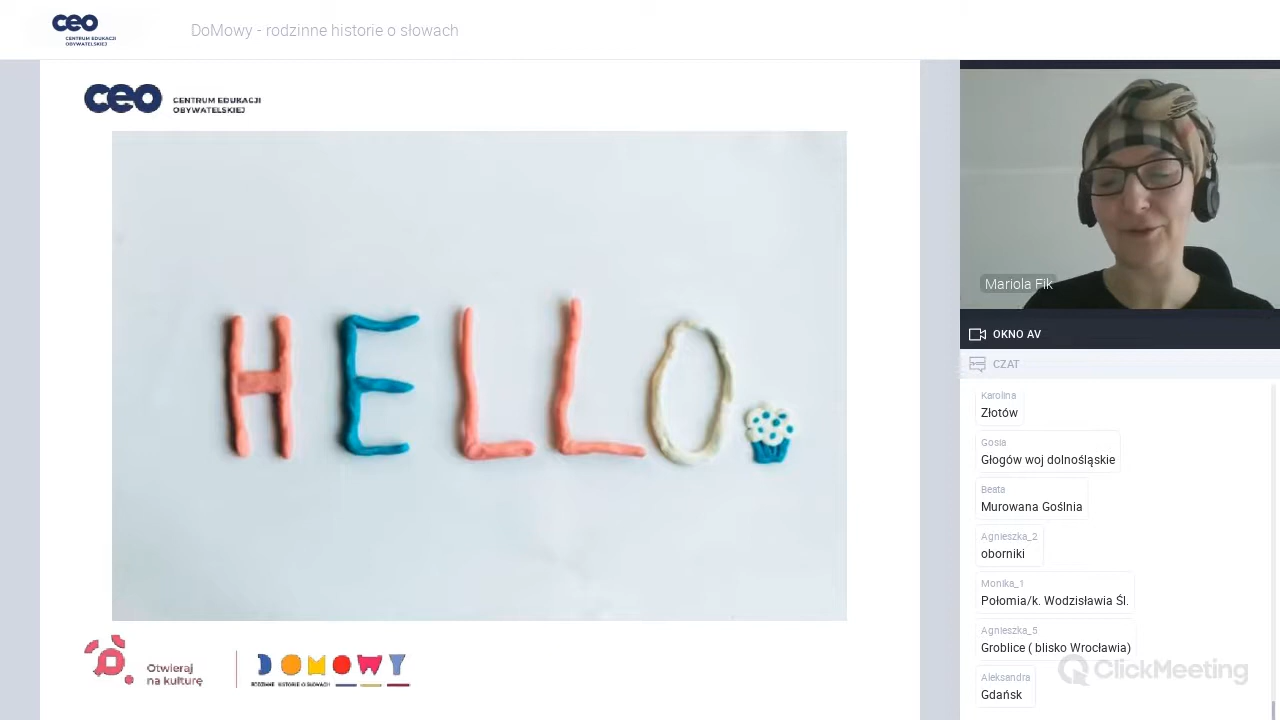 ceo
CENTRUM EDUKACJI
OBYWATELSKIEJ
DoMowy - rodzinne historie o słowach
ceo
CENTRUM EDUKACJI
OBYWATELSKIEJ
HELLO.
Otwieraj
na kulturę
DOMOWY
RODZINNE HISTORIE O SŁOWACH
Mariola Fik
OKNO AV
CZAT
Karolina
Złotów
Gosia
Głogów woj dolnośląskie
Beata
Murowana Goślnia
Agnieszka_2
oborniki
Monika_1
Połomia/k. Wodzisławia Śl.
Agnieszka_5
Groblice ( blisko Wrocławia)
Aleksandra
Gdańsk
ClickMeeting